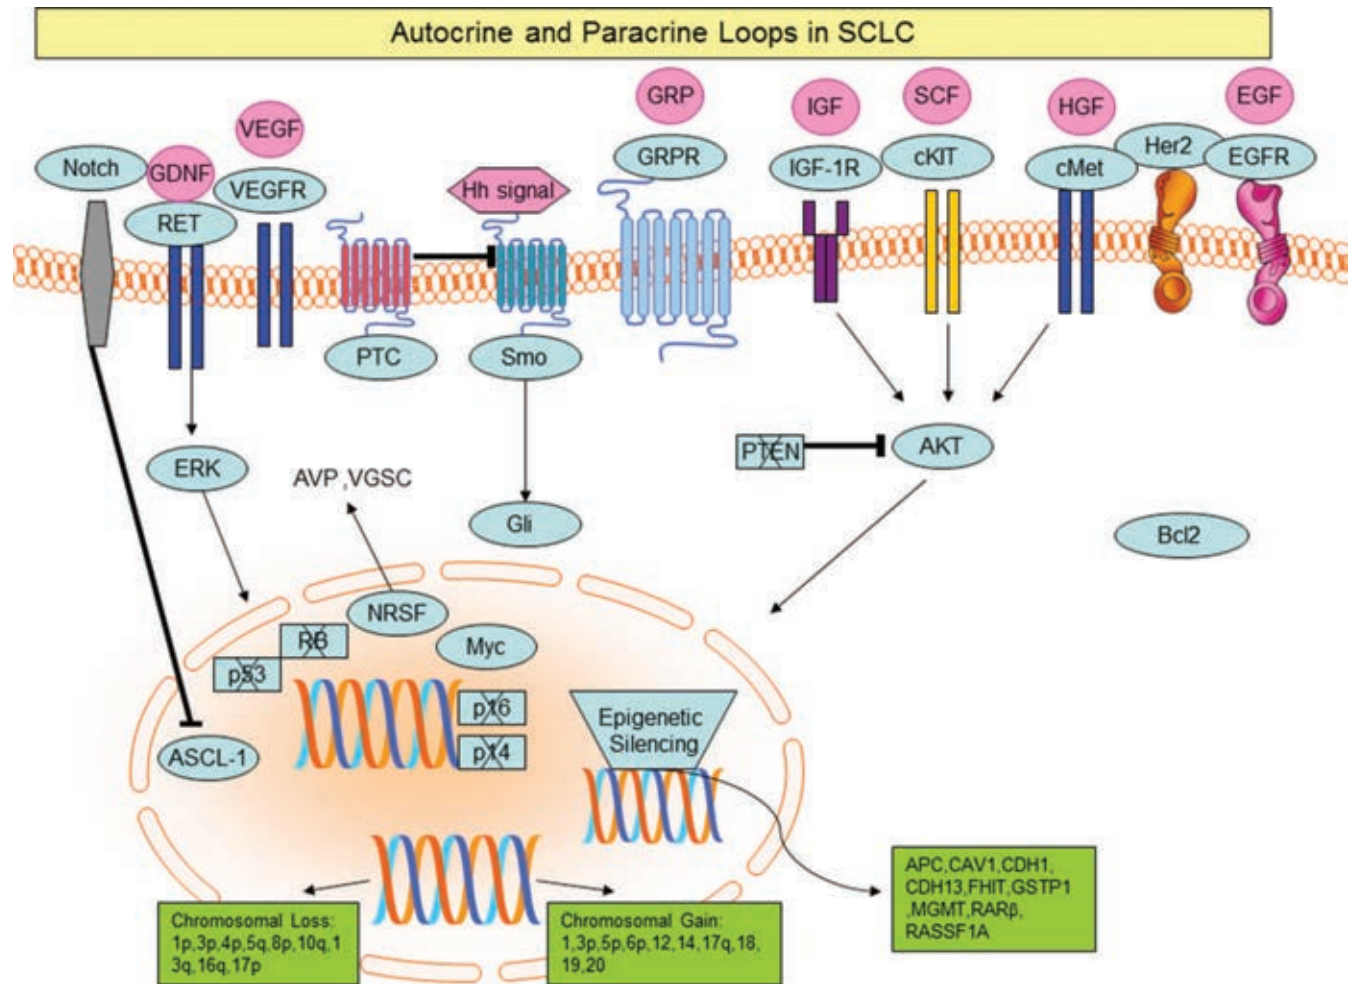 Autocrine and Paracrine Loops in SCLC
GRP
IGF
SCF
HGF
EGF
VEGF
Notch
GDNF
VEGFR
RET
Hh signal
GRPR
IGF-1R
cKIT
cMet
Her2
EGFR
PTC
Smo
ERK
AVP,VGSC
Gli
PTEN
AKT
Bcl2
NRSF
RB
Myc
p53
p16
p14
ASCL-1
Epigenetic
Silencing
Chromosomal Loss:
1p,3p,4p,5q,8p,10q,1
3q,16q,17p
Chromosomal Gain:
1,3p,5p,6p,12,14,17q,18,
19,20
APC,CAV1,CDH1,
CDH13,FHIT,GSTP1
,MGMT,RARβ,
RASSF1A